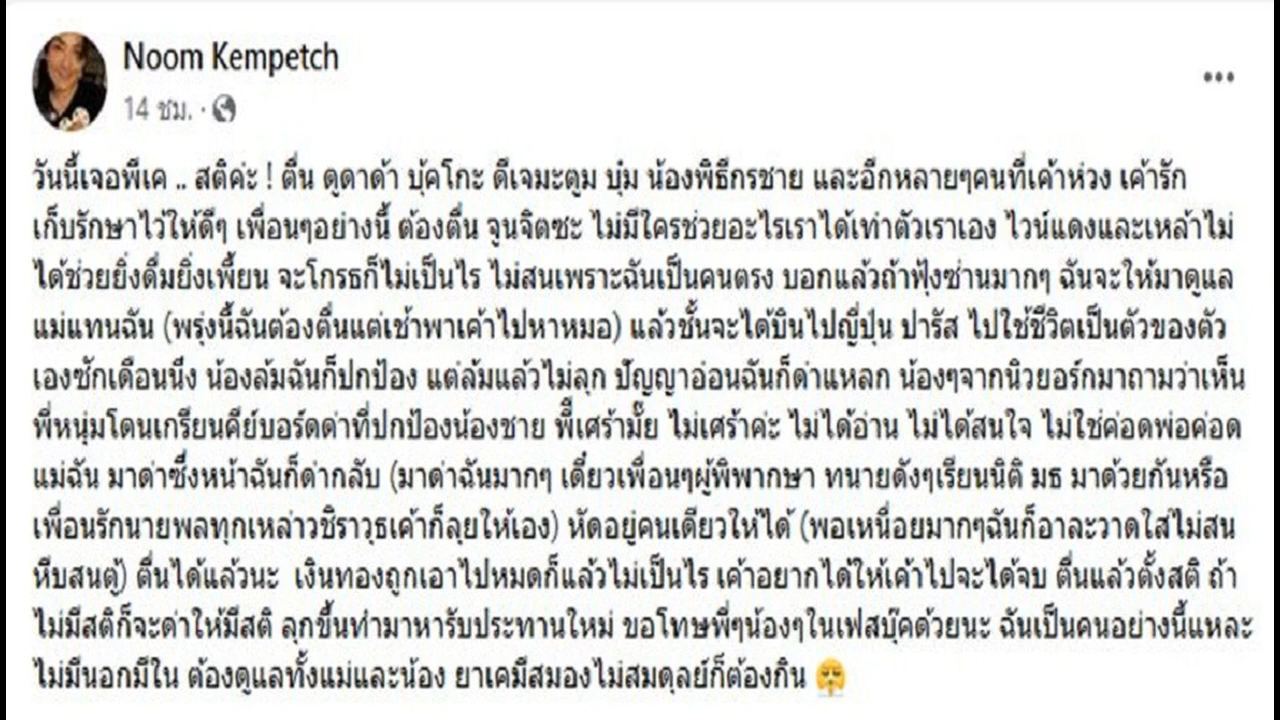 Noom Kempetch
14 ชม. ·
วันนี้เจอพีเค .. สติค่ะ ! ตื่น ดูดาด้า บุ้คโกะ ดีเจมะตูม บุ๋ม น้องพิธีกรชาย และอีกหลายๆคนที่เค้าห่วง เค้ารัก
เก็บรักษาไว้ให้ดีๆ เพื่อนๆอย่างนี้ ต้องตื่น จูนจิตซะ ไม่มีใครช่วยอะไรเราได้เท่าตัวเราเอง ไวน์แดงและเหล้าไม่
ได้ช่วยยิ่งดื่มยิ่งเพี้ยน จะโกรธก็ไม่เป็นไร ไม่สนเพราะฉันเป็นคนตรง บอกแล้วถ้าฟุ้งซ่านมากๆ ฉันจะให้มาดูแล
แม่แทนฉัน (พรุ่งนี้ฉันต้องตื่นแต่เช้าพาเค้าไปหาหมอ) แล้วชั้นจะได้บินไปญี่ปุ่น ปารัส ไปใช้ชีวิตเป็นตัวของตัว
เองซักเดือนนึง น้องล้มฉันก็ปกป้อง แต่ล้มแล้วไม่ลุก ปัญญาอ่อนฉันก็ด่าแหลก น้องๆจากนิวยอร์กมาถามว่าเห็น
พี่หนุ่มโดนเกรียนคีย์บอร์ดด่าที่ปกป้องน้องชาย พี่เศร้ามั๊ย ไม่เศร้าค่ะ ไม่ได้อ่าน ไม่ได้สนใจ ไม่ใช่ค่อดพ่อค่อด
แม่ฉัน มาด่าซึ่งหน้าฉันก็ด่ากลับ (มาด่าฉันมากๆ เดี๋ยวเพื่อนๆผู้พิพากษา ทนายดังๆเรียนนิติ มธ มาด้วยกันหรือ
เพื่อนรักนายพลทุกเหล่าวชิราวุธเค้าก็ลุยให้เอง) หัดอยู่คนเดียวให้ได้ (พอเหนื่อยมากๆฉันก็อาละวาดใส่ไม่สน
หีบสนตู้) ตื่นได้แล้วนะ เงินทองถูกเอาไปหมดก็แล้วไม่เป็นไร เค้าอยากได้ให้เค้าไปจะได้จบ ตื่นแล้วตั้งสติ ถ้า
ไม่มีสติก็จะด่าให้มีสติ ลุกขึ้นทำมาหารับประทานใหม่ ขอโทษพี่ๆน้องๆในเฟสบุ๊คด้วยนะ ฉันเป็นคนอย่างนี้แหละ
ไม่มีนอกมีใน ต้องดูแลทั้งแม่และน้อง ยาเคมีสมองไม่สมดุลย์ก็ต้องกิน